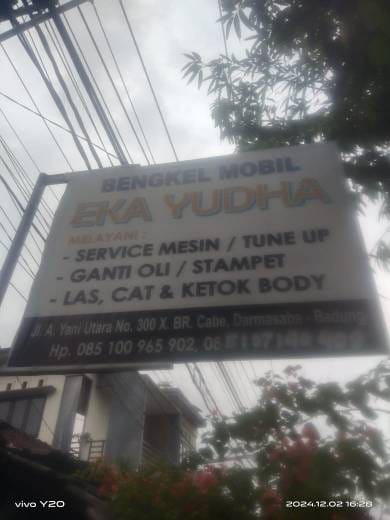 BENGKEL MOBIL
EKA YUDHA
MELAYANI :
- SERVICE MESIN / TUNE UP
- GANTI OLI / STAMPET
- LAS, CAT & KETOK BODY
Jl. A. Yani Utara No. 300 X. BR. Cabe, Darmasaba - Badung,
Hp. 085 100 965 902, 08
vivo Y20
2024.12.02 16:28